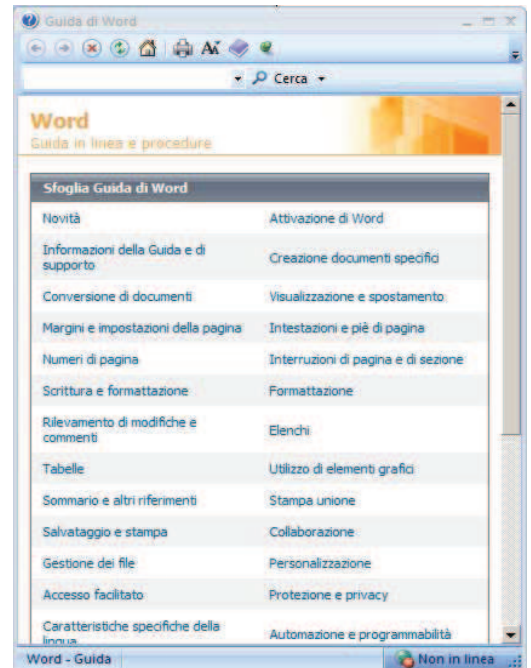 Guida di Word
Cerca
Word
Guida in linea e procedure
Sfoglia Guida di Word
Novità
Attivazione di Word
Informazioni della Guida e di
supporto
Creazione documenti specifici
Conversione di documenti
Visualizzazione e spostamento
Margini e impostazioni della pagina
Intestazioni e piè di pagina
Numeri di pagina
Interruzioni di pagina e di sezione
Scrittura e formattazione
Formattazione
Rilevamento di modifiche e
commenti
Elenchi
Tabelle
Utilizzo di elementi grafici
Sommario e altri riferimenti
Stampa unione
Salvataggio e stampa
Collaborazione
Gestione dei file
Personalizzazione
Accesso facilitato
Protezione e privacy
Caratteristiche specifiche della
lingua
Automazione e programmabilità
Word - Guida
Non in linea